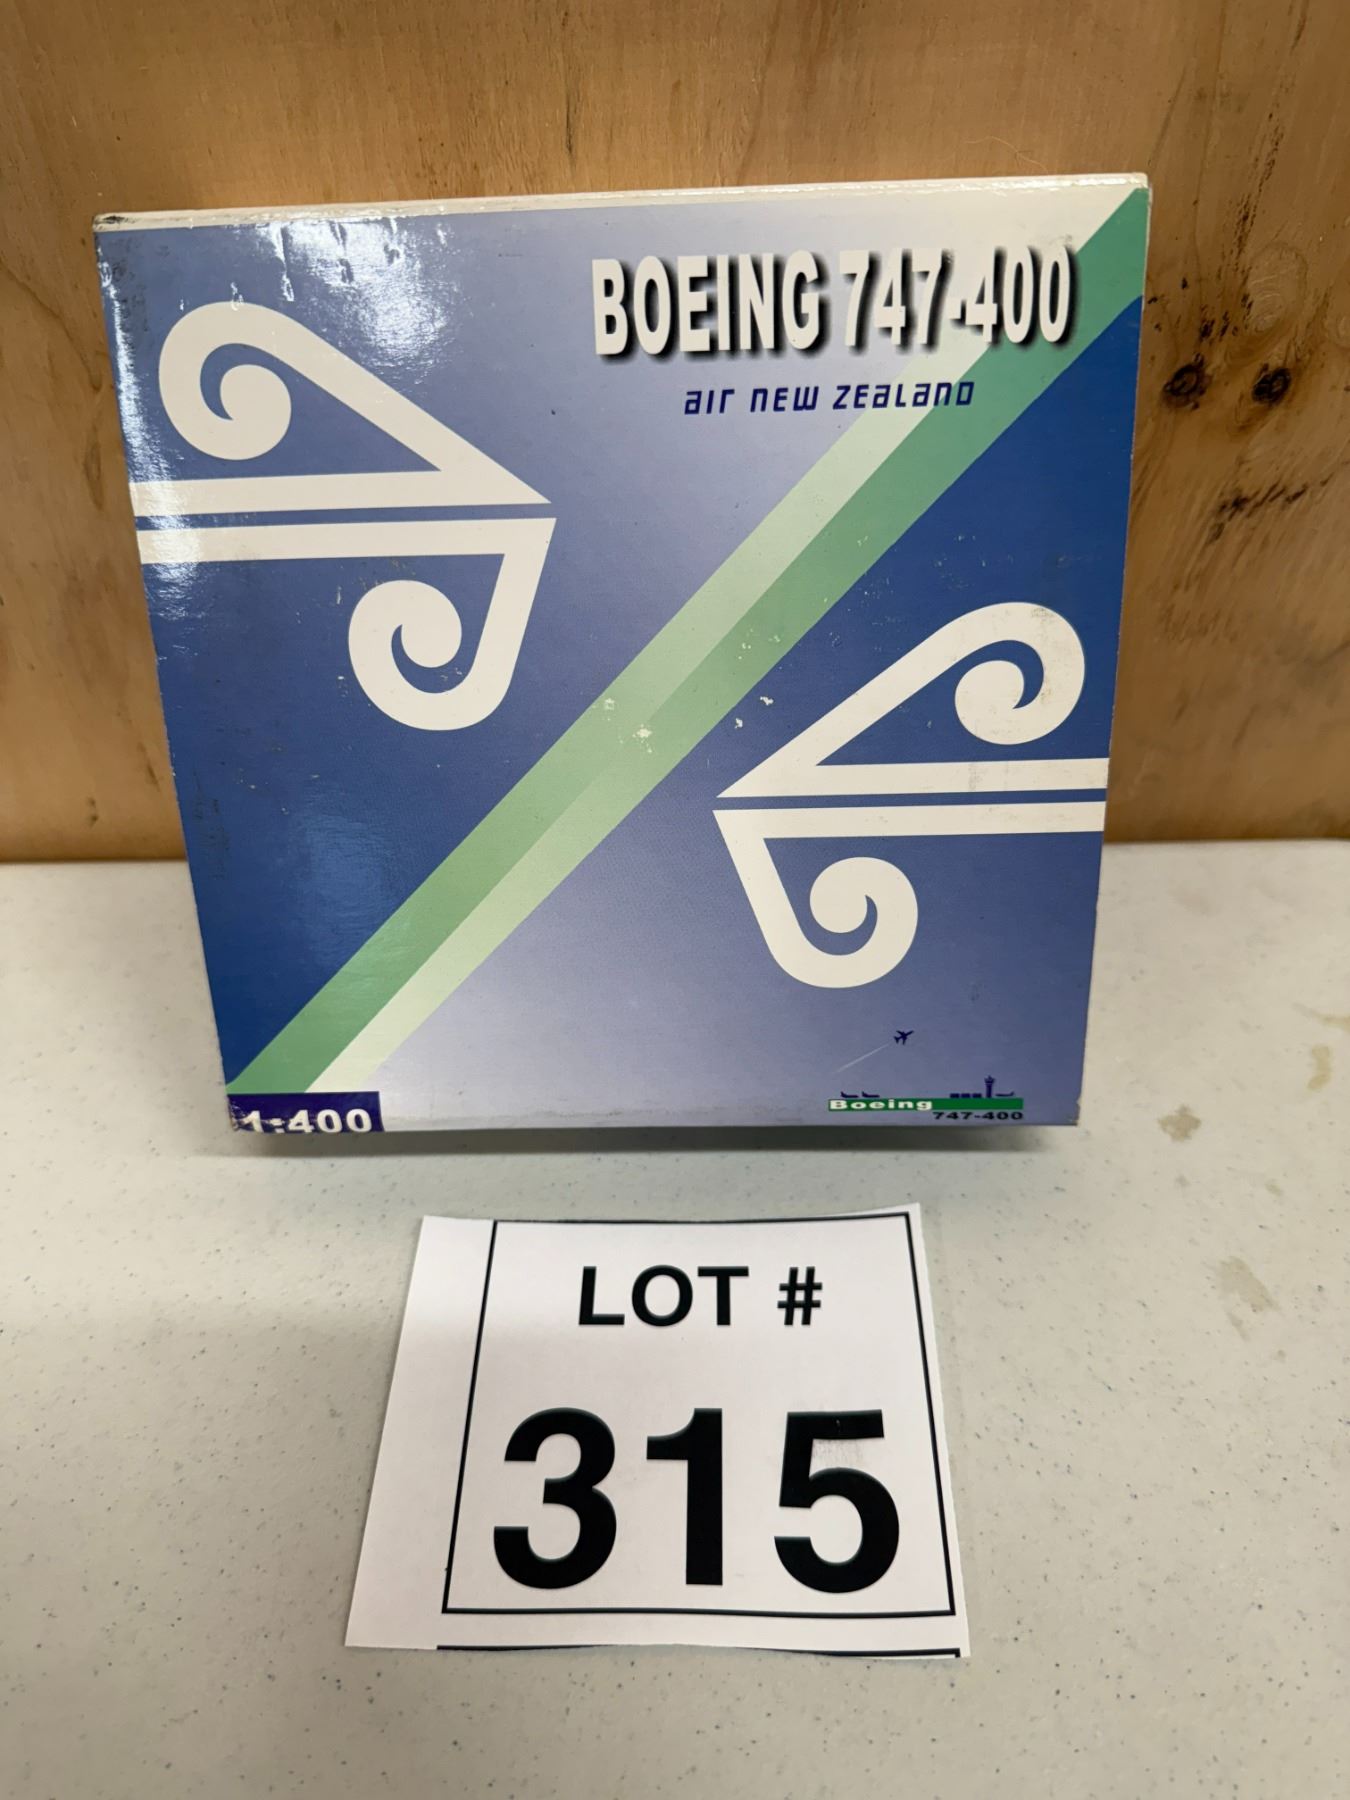 BOEING 747-400
air new zealand
1:400
Boeing
747-400
LOT #
315